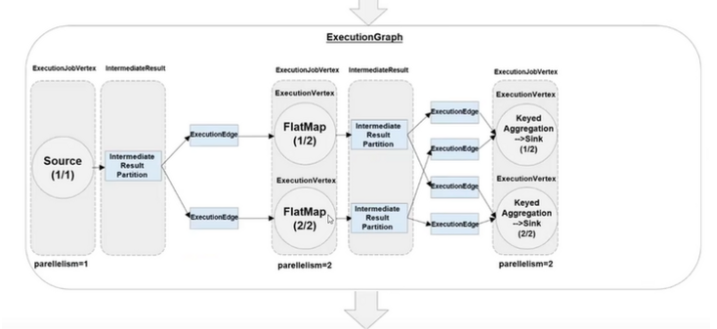 ExecutionGraph
ExecutionJobVertex
IntermediateResult
ExecutionJobVertex
IntermediateResult
ExecutionJobVertex
Source
(1/1)
parellelism=1
Intermediate
Result
Partition
ExecutionEdge
ExecutionEdge
ExecutionVertex
FlatMap
(1/2)
ExecutionVertex
FlatMap
(2/2)
parellelism=2
Intermediate
Result
Partition
Intermediate
Result
Partition
ExecutionEdge
ExecutionEdge
ExecutionEdge
ExecutionEdge
ExecutionVertex
Keyed
Aggregation
-->Sink
(1/2)
ExecutionVertex
Keyed
Aggregation
-->Sink
(2/2)
parellelism=2